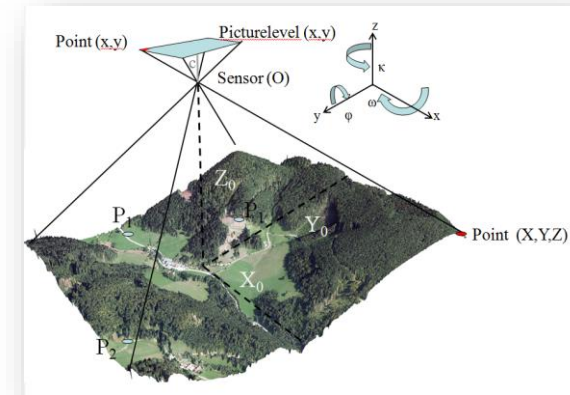 Point (x,y)
Picturelevel (x,y)
c
Sensor (O)
z
κ
ω
y
φ
x
Z0
P1
P1
Y0
Point (X,Y,Z)
X0
P2